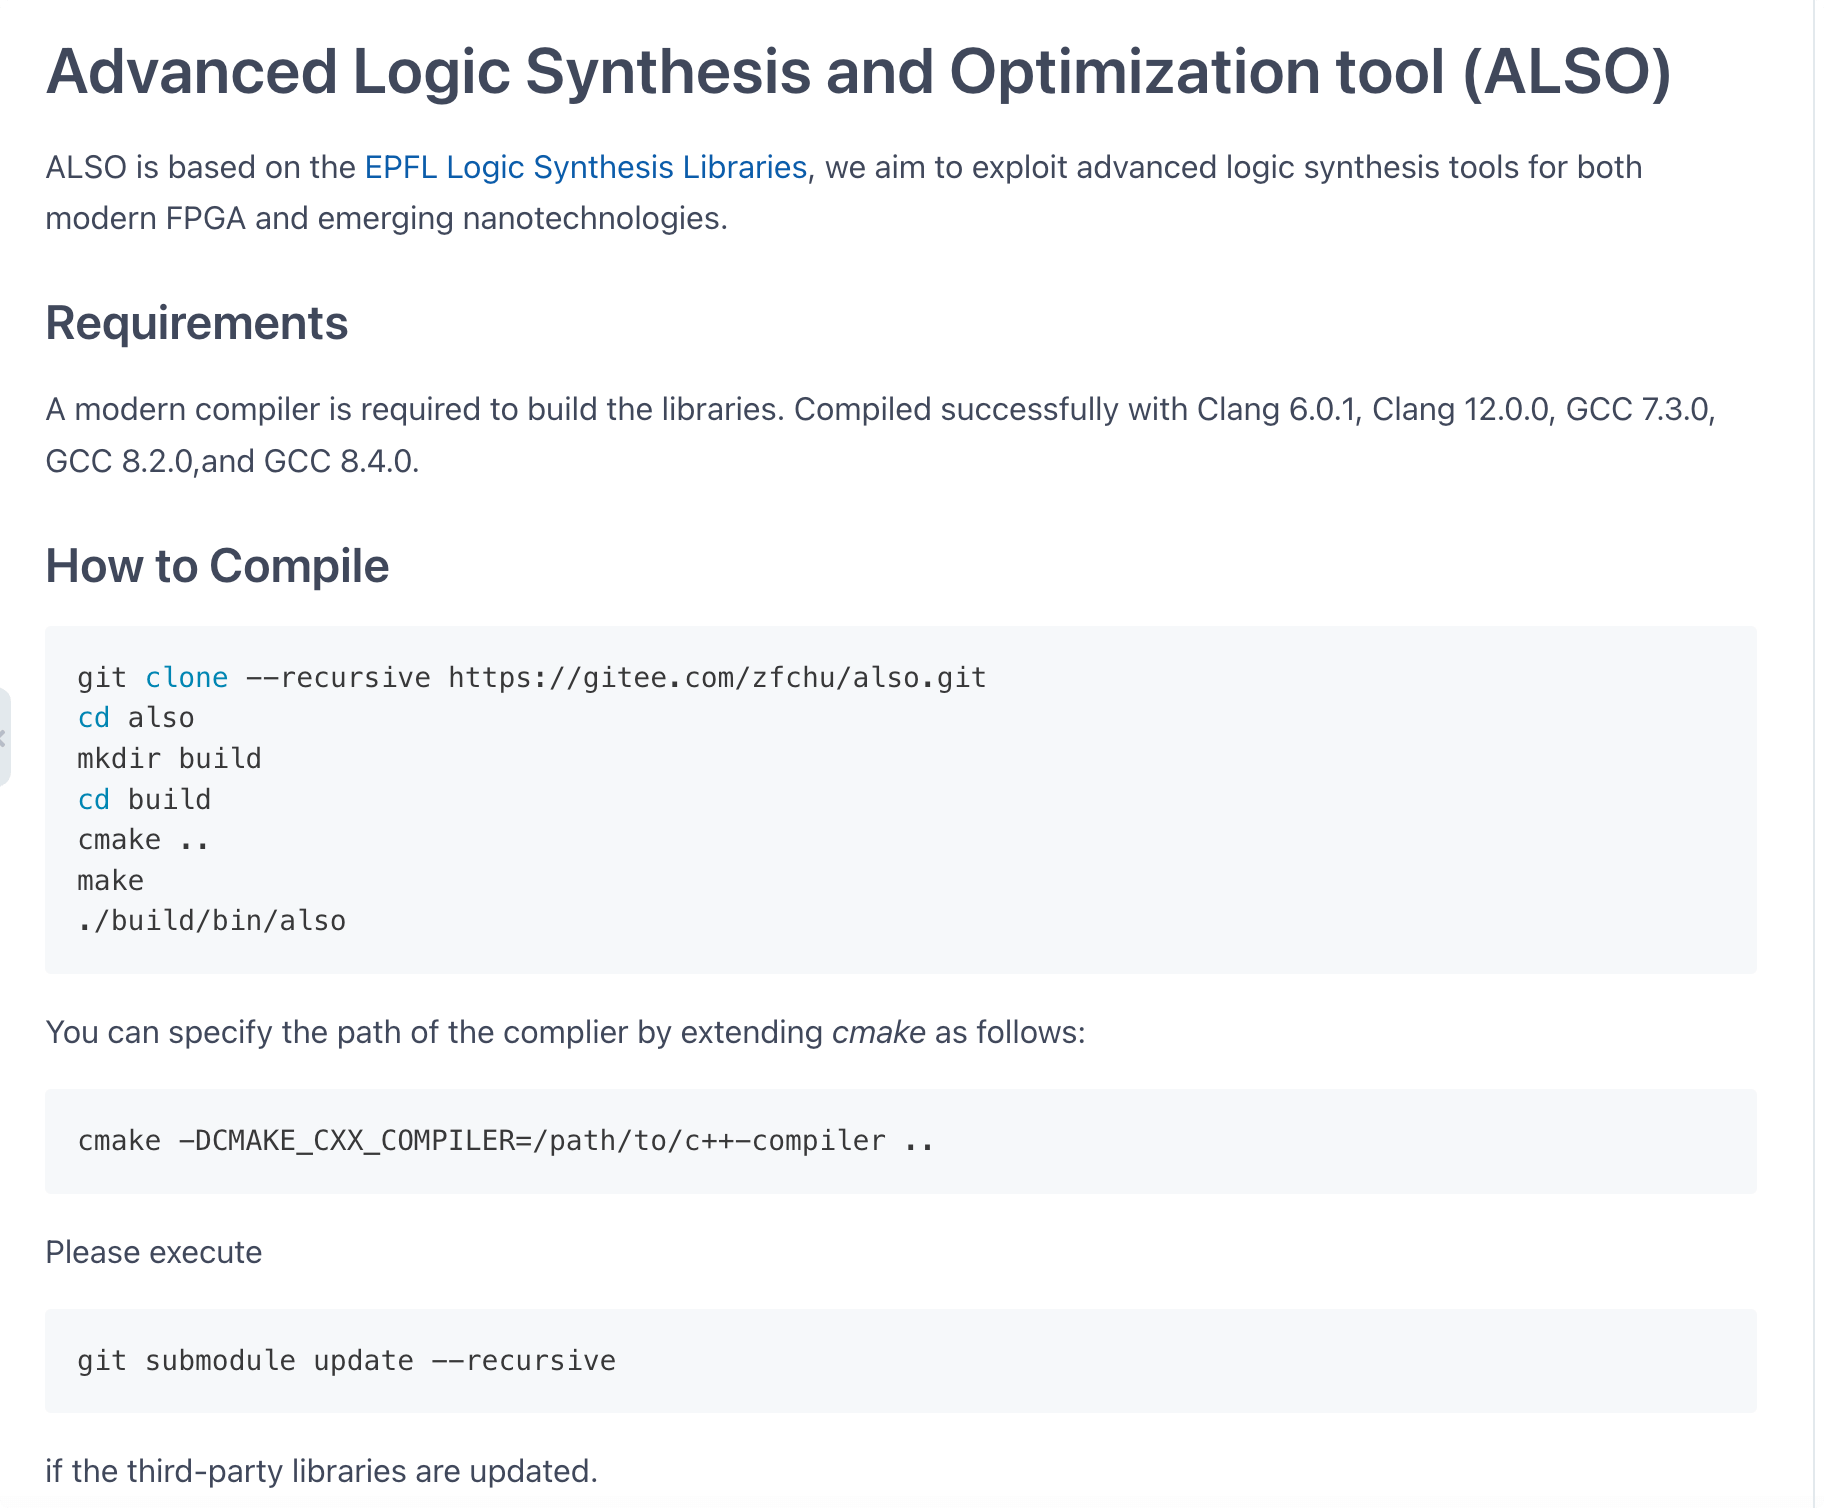 Advanced Logic Synthesis and Optimization tool (ALSO)
ALSO is based on the EPFL Logic Synthesis Libraries, we aim to exploit advanced logic synthesis tools for both
modern FPGA and emerging nanotechnologies.
Requirements
A modern compiler is required to build the libraries. Compiled successfully with Clang 6.0.1, Clang 12.0.0, GCC 7.3.0,
GCC 8.2.0,and GCC 8.4.0.
How to Compile
git clone --recursive https://gitee.com/zfchu/also.git
cd also
mkdir build
cd build
cmake ..
make
./build/bin/also
You can specify the path of the complier by extending cmake as follows:
cmake -DCMAKE_CXX_COMPILER=/path/to/c++-compiler ..
Please execute
git submodule update --recursive
if the third-party libraries are updated.